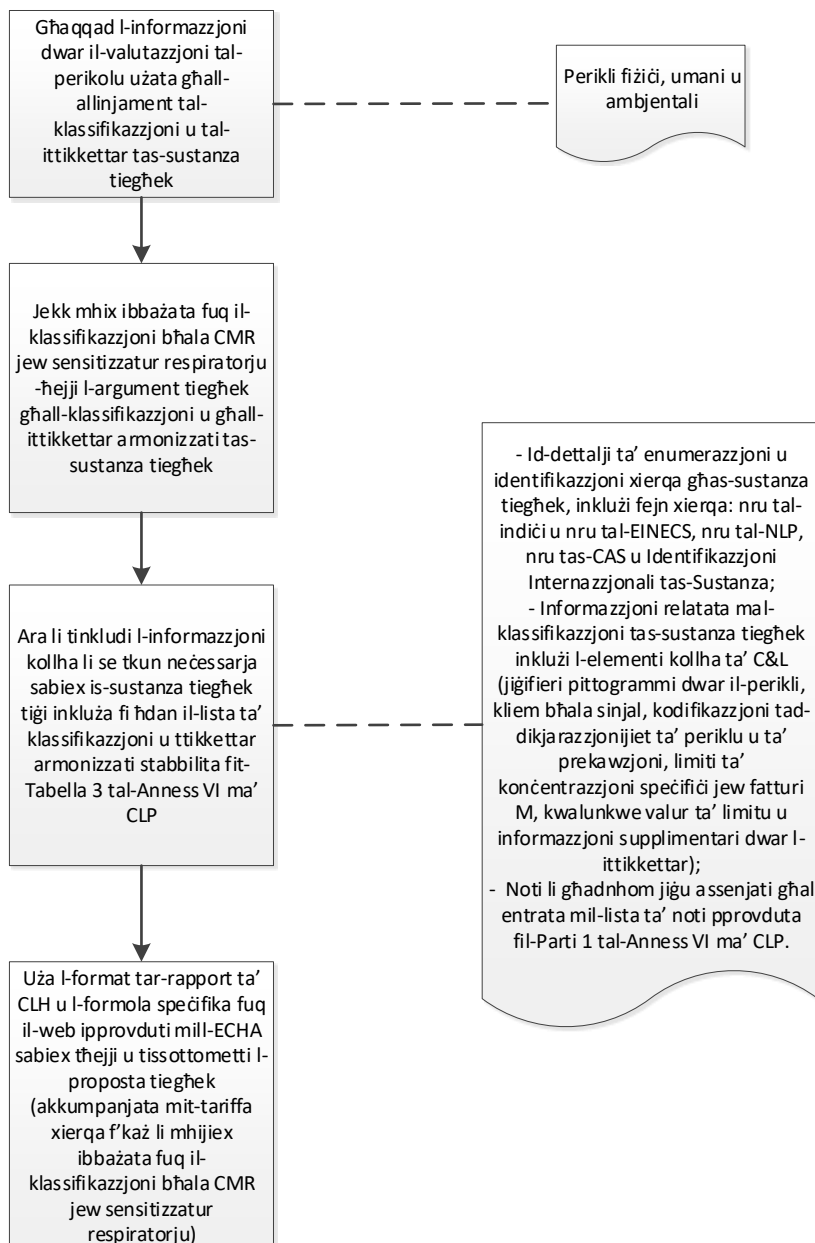 Għaqqad l-informazzjoni
dwar il-valutazzjoni tal-
perikolu użata għall-
allinjament tal-
klassifikazzjoni u tal-
ittikkettar tas-sustanza
tiegħek
Perikli fiżiċi, umani u
ambjentali
Jekk mhix ibbażata fuq il-
klassifikazzjoni bħala CMR
jew sensitizzatur respiratorju
-ħejji l-argument tiegħek
għall-klassifikazzjoni u għall-
ittikkettar armonizzati tas-
sustanza tiegħek
Ara li tinkludi l-informazzjoni
kollha li se tkun neċessarja
sabiex is-sustanza tiegħek
tiġi inkluża fi ħdan il-lista ta’
klassifikazzjoni u ttikkettar
armonizzati stabbilita fit-
Tabella 3 tal-Anness VI ma’
CLP
- Id-dettalji ta’ enumerazzjoni u
identifikazzjoni xierqa għas-sustanza
tiegħek, inklużi fejn xierqa: nru tal-
indiċi u nru tal-EINECS, nru tal-NLP,
nru tas-CAS u Identifikazzjoni
Internazzjonali tas-Sustanza;
- Informazzjoni relatata mal-
klassifikazzjoni tas-sustanza tiegħek
inklużi l-elementi kollha ta’ C&L
(jiġifieri pittogrammi dwar il-perikli,
kliem bħala sinjal, kodifikazzjoni tad-
dikjarazzjonijiet ta’ periklu u ta’
prekawzjoni, limiti ta’
konċentrazzjoni speċifiċi jew fatturi
M, kwalunkwe valur ta’ limitu u
informazzjoni supplimentari dwar l-
ittikkettar);
- Noti li għadnhom jiġu assenjati għal
entrata mil-lista ta’ noti pprovduta
fil-Parti 1 tal-Anness VI ma’ CLP.
Uża l-format tar-rapport ta’
CLH u l-formola speċifika fuq
il-web ipprovduti mill-ECHA
sabiex tħejji u tissottometti l-
proposta tiegħek
(akkumpanjata mit-tariffa
xierqa f’każ li mhijiex
ibbażata fuq il-
klassifikazzjoni bħala CMR
jew sensitizzatur
respiratorju)